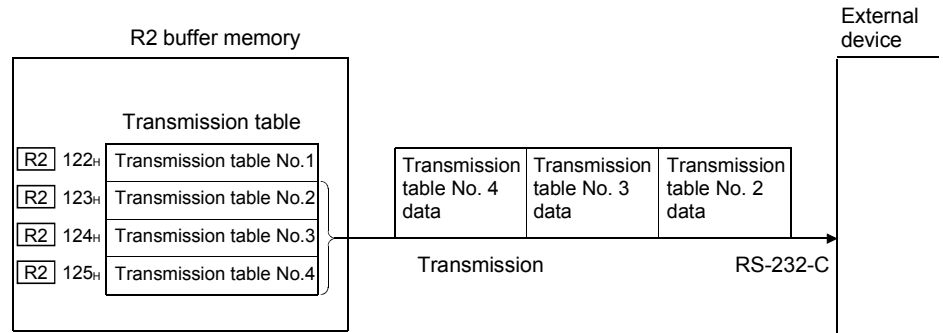 External
device
R2 buffer memory
Transmission table
R2 122H Transmission table No.1
R2 123H Transmission table No.2
R2 124H Transmission table No.3
R2 125H Transmission table No.4
Transmission
table No. 4
data
Transmission
table No. 3
data
Transmission
table No. 2
data
Transmission
RS-232-C